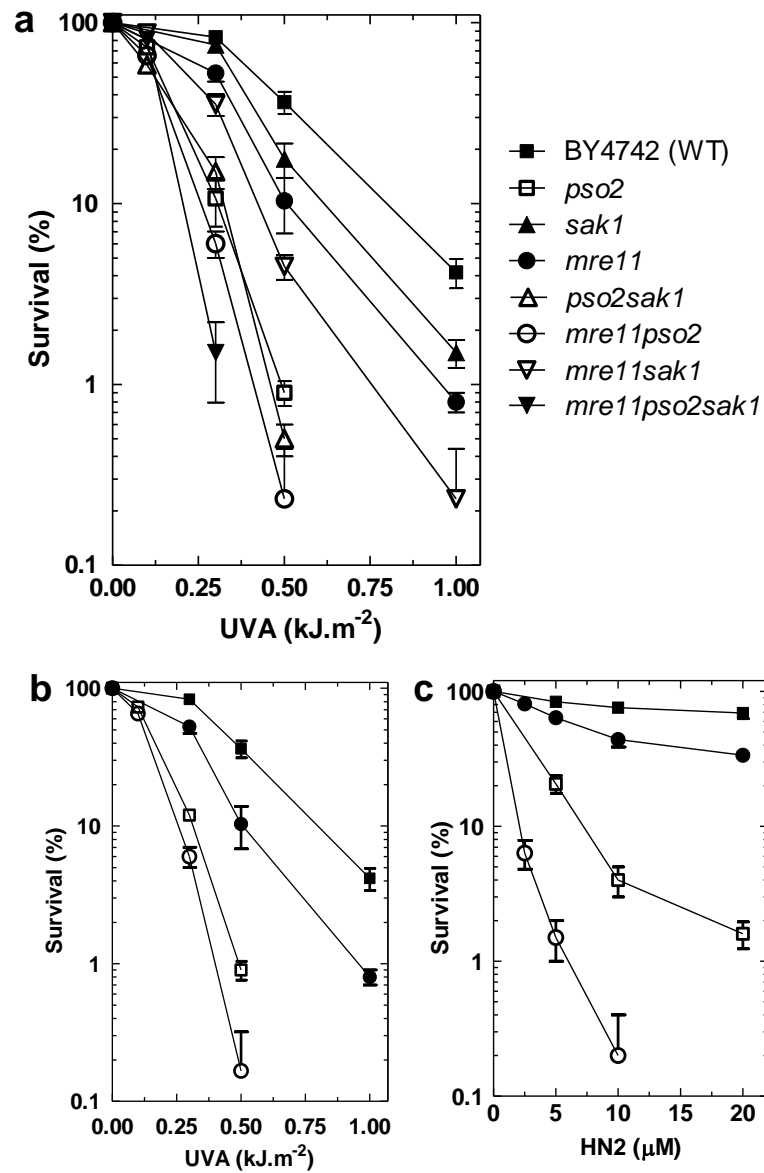 a
100
10
1
0.1
Survival (%)
0.00 0.25 0.50 0.75 1.00
UVA (kJ.m⁻²)
BY4742 (WT)
pso2
sak1
mre11
pso2sak1
mre11pso2
mre11sak1
mre11pso2sak1
b
100
10
1
0.1
Survival (%)
0.00 0.25 0.50 0.75 1.00
UVA (kJ.m⁻²)
c
100
10
1
0.1
Survival (%)
0 5 10 15 20
HN2 (μM)